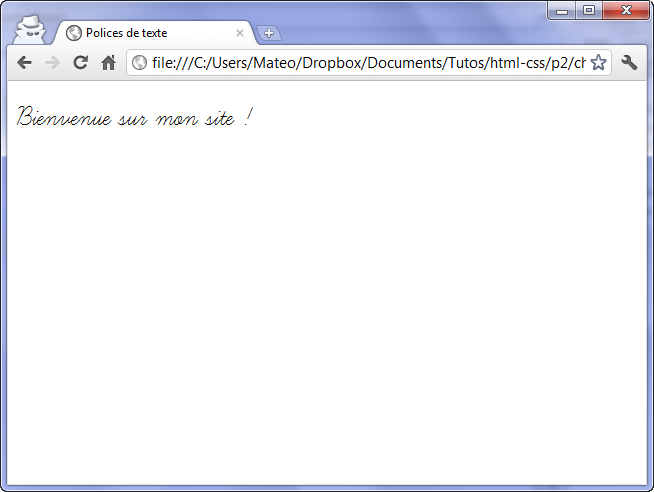 Polices de texte
file:///C:/Users/Mateo/Dropbox/Documents/Tutos/html-css/p2/ch
Bienvenue sur mon site !